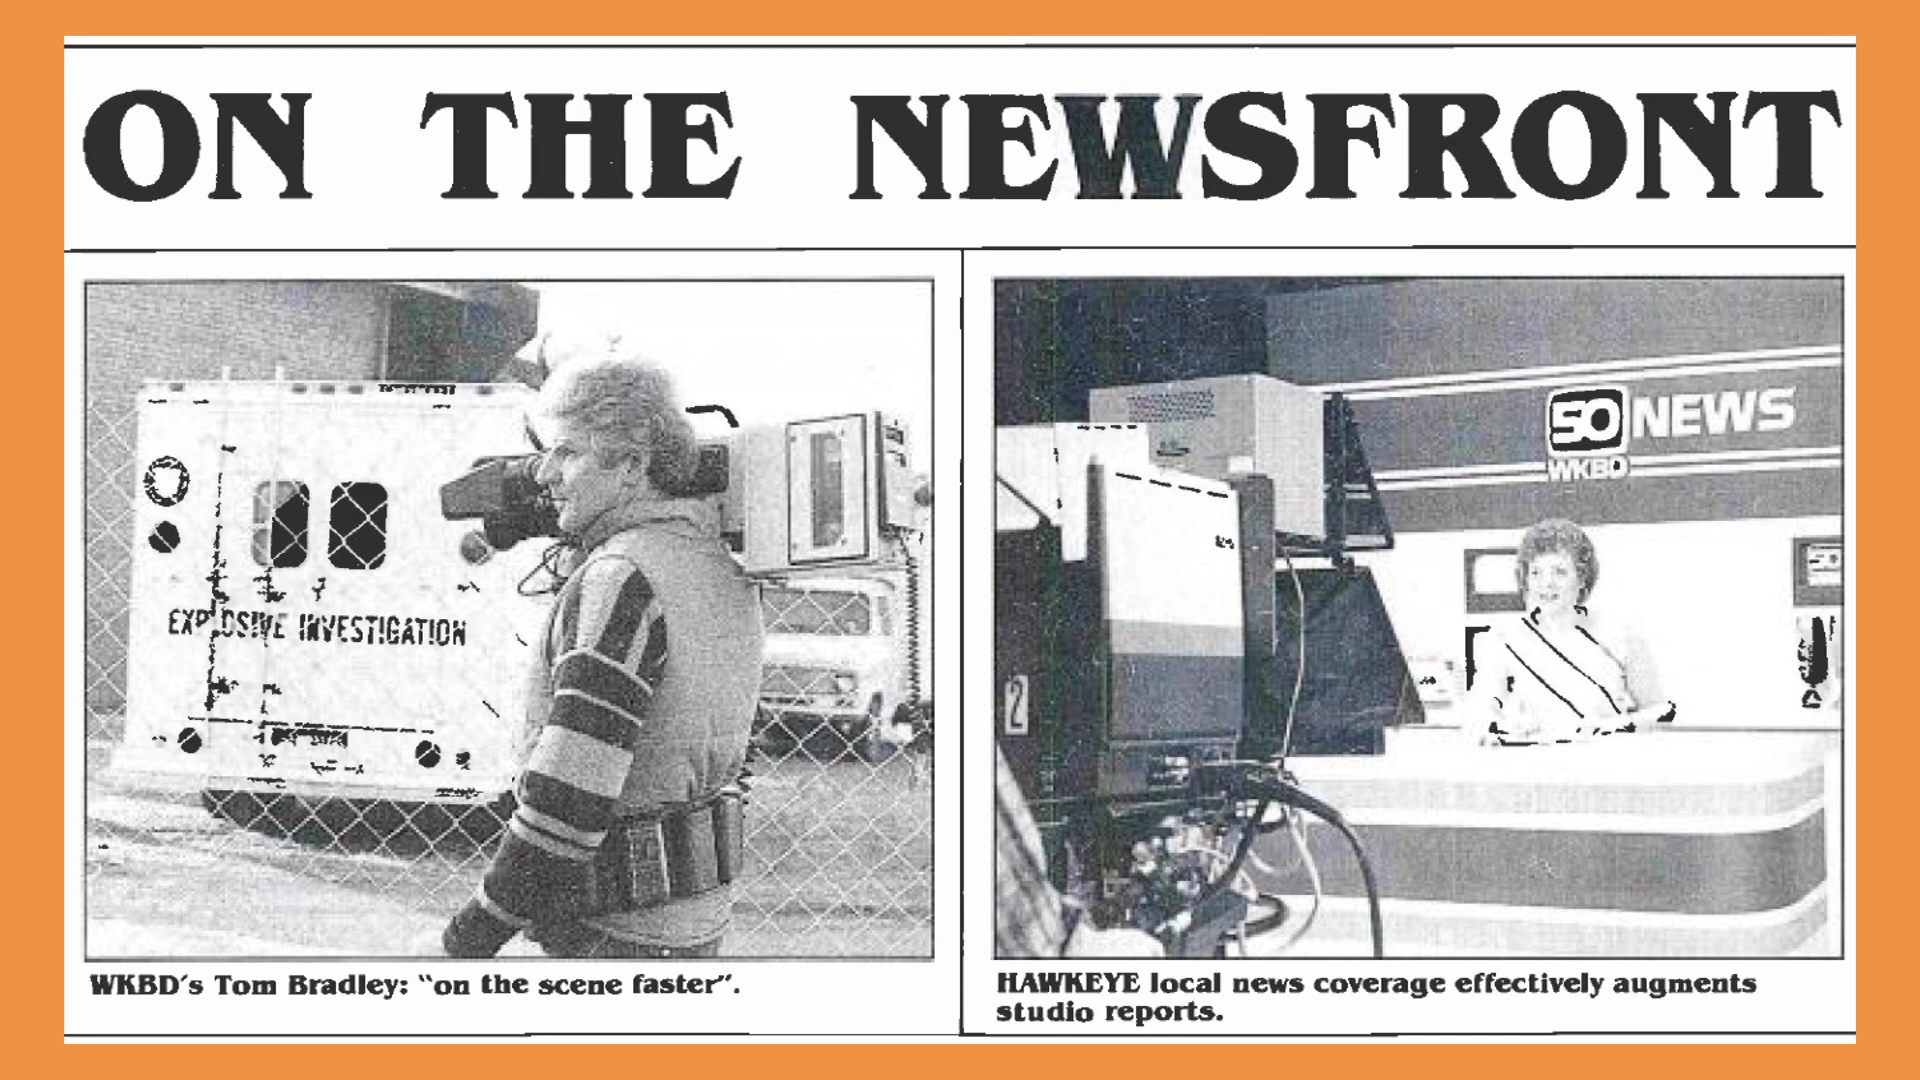 ON THE NEWSFRONT
EXPLOSIVE INVESTIGATION
50 NEWS
WKBD
2
WKBD's Tom Bradley: “on the scene faster”.
HAWKEYE local news coverage effectively augments
studio reports.